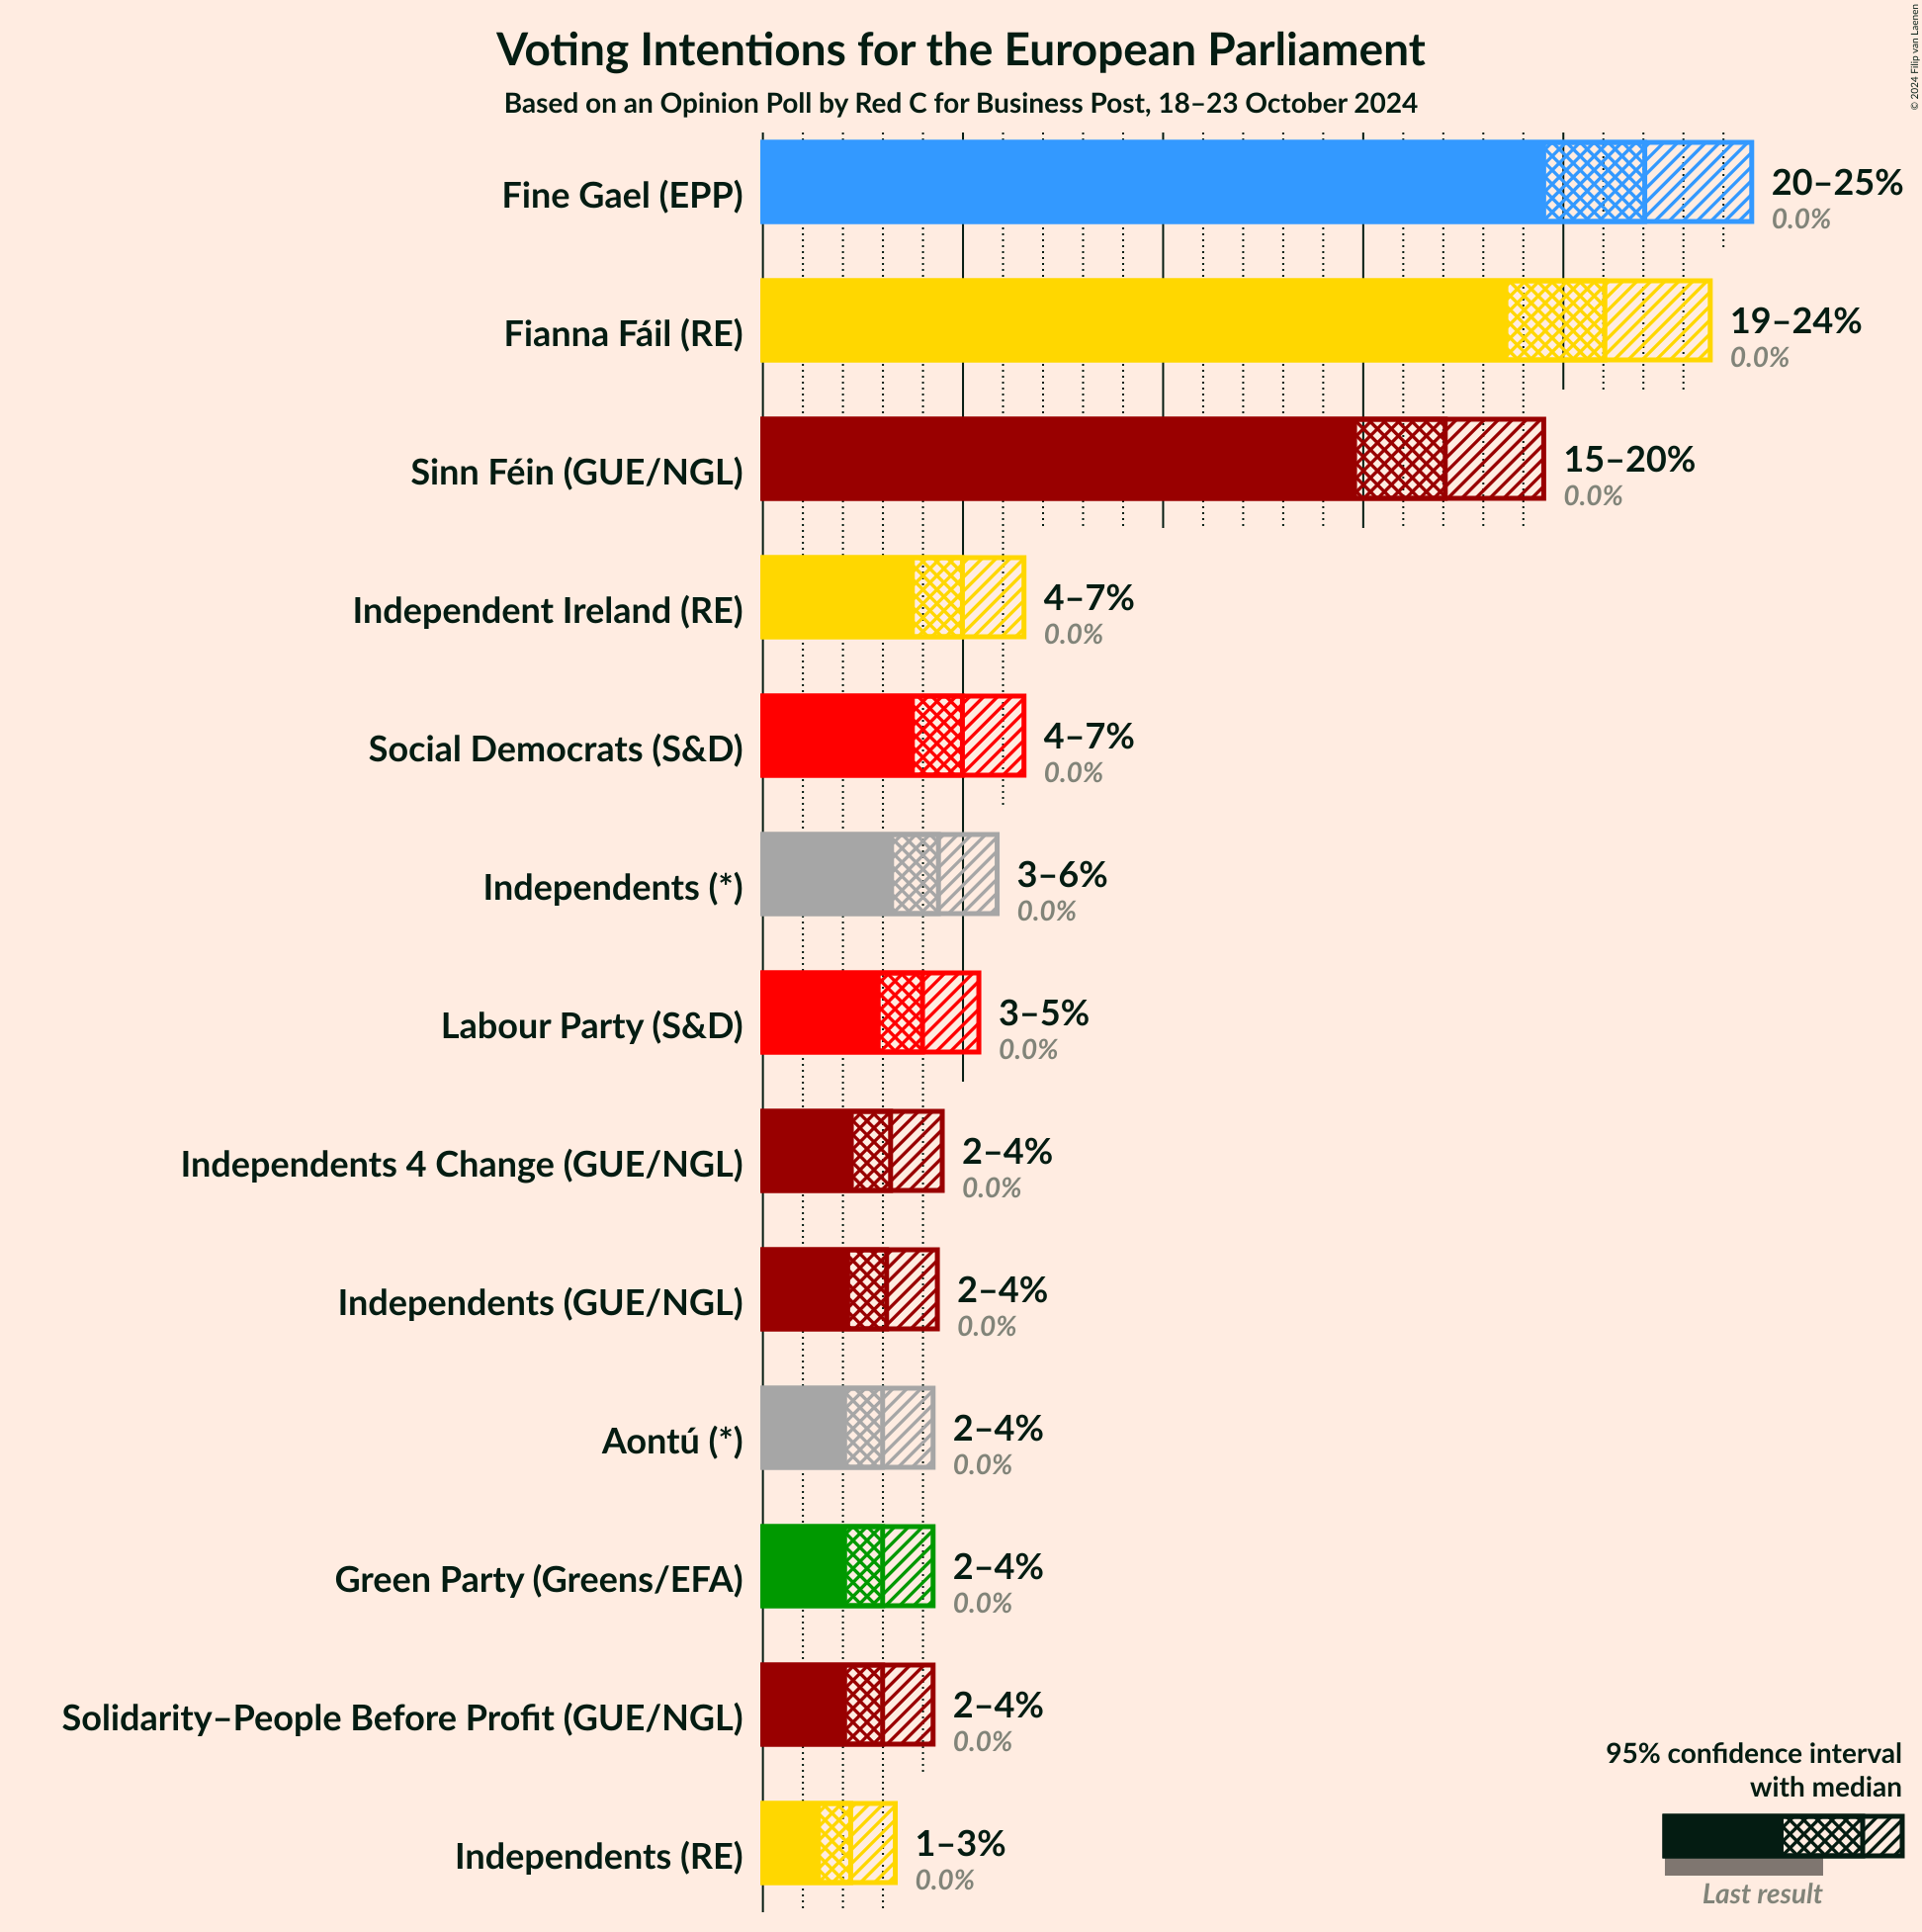 Voting Intentions for the European Parliament
Based on an Opinion Poll by Red C for Business Post, 18–23 October 2024
© 2024 Filip van Laenen
Fine Gael (EPP)
20–25%
0.0%
Fianna Fáil (RE)
19–24%
0.0%
Sinn Féin (GUE/NGL)
15–20%
0.0%
Independent Ireland (RE)
4–7%
0.0%
Social Democrats (S&D)
4–7%
0.0%
Independents (*)
3–6%
0.0%
Labour Party (S&D)
3–5%
0.0%
Independents 4 Change (GUE/NGL)
2–4%
0.0%
Independents (GUE/NGL)
2–4%
0.0%
Aontú (*)
2–4%
0.0%
Green Party (Greens/EFA)
2–4%
0.0%
Solidarity–People Before Profit (GUE/NGL)
2–4%
0.0%
Independents (RE)
1–3%
0.0%
95% confidence interval
with median
Last result